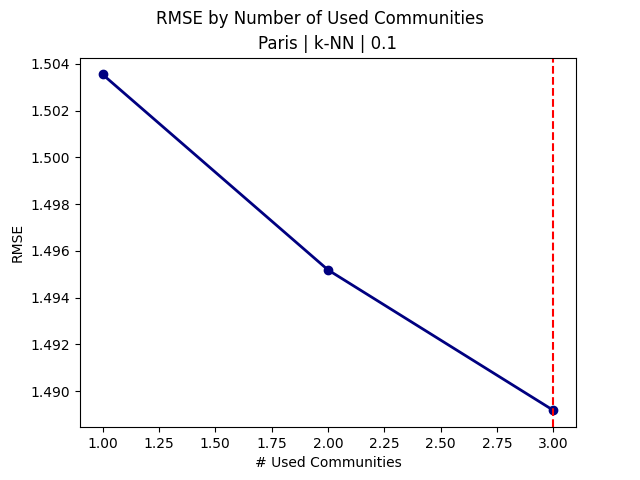 RMSE by Number of Used Communities
Paris | k-NN | 0.1
1.504
1.502
1.500
1.498
1.496
1.494
1.492
1.490
RMSE
1.00 1.25 1.50 1.75 2.00 2.25 2.50 2.75 3.00
# Used Communities